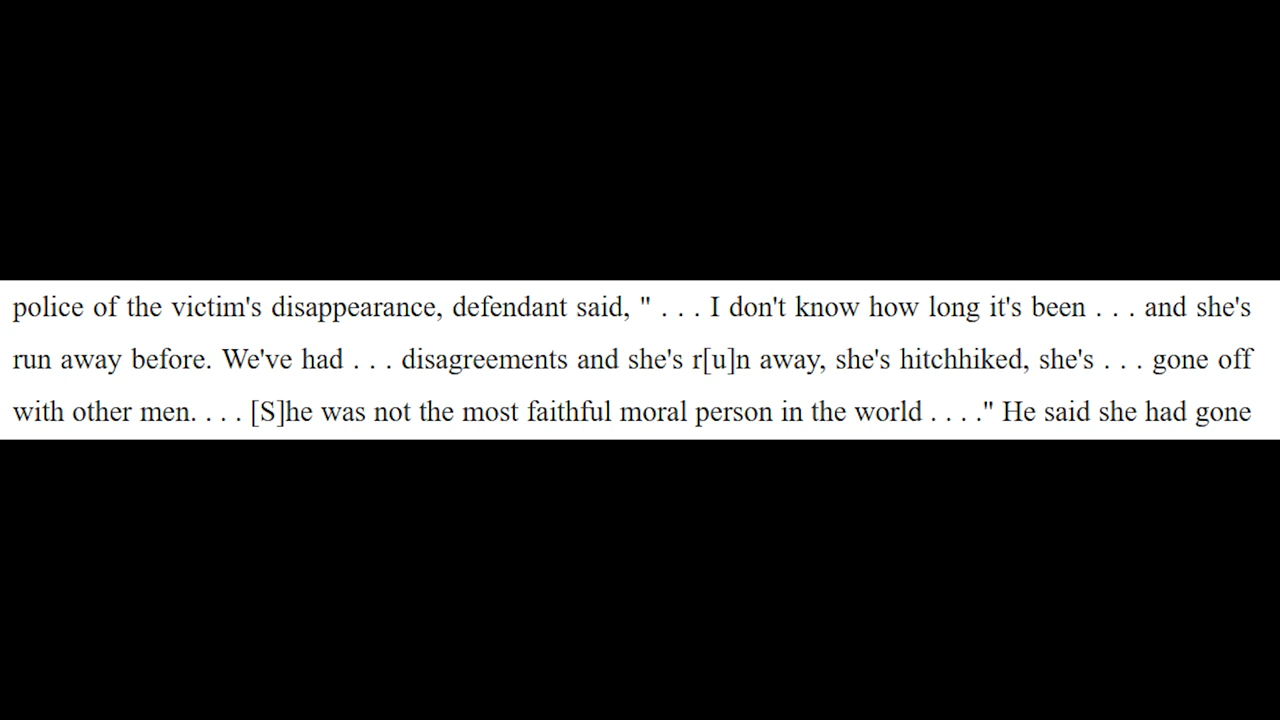 police of the victim's disappearance, defendant said, " . . . I don't know how long it's been . . . and she's
run away before. We've had . . . disagreements and she's r[u]n away, she's hitchhiked, she's . . . gone off
with other men. . . . [S]he was not the most faithful moral person in the world . . . ." He said she had gone